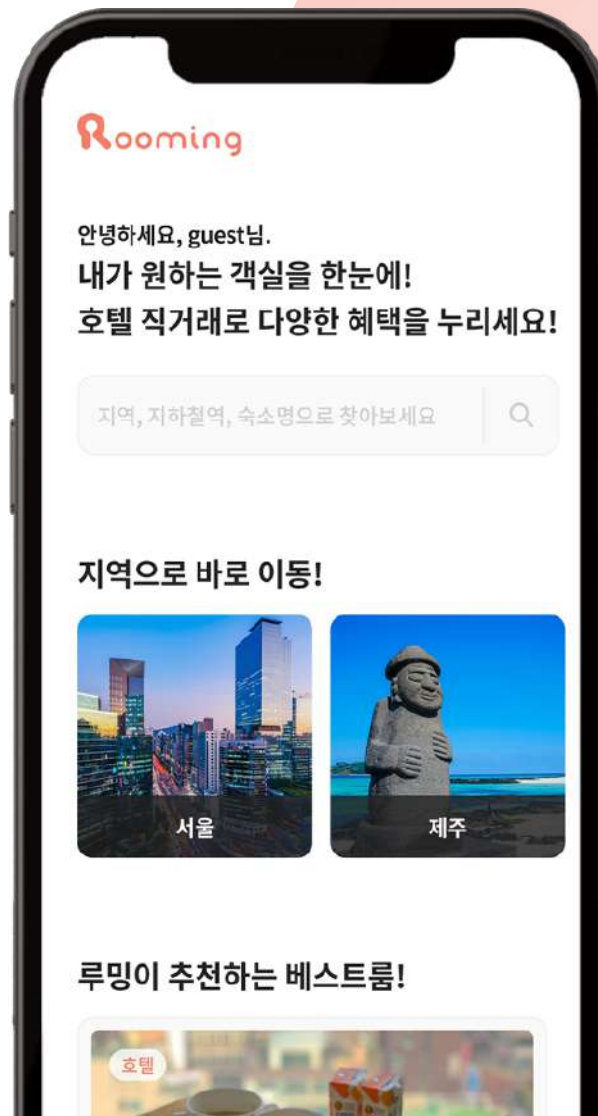 Rooming
안녕하세요, guest님.
내가 원하는 객실을 한눈에!
호텔 직거래로 다양한 혜택을 누리세요!
지역, 지하철역, 숙소명으로 찾아보세요
지역으로 바로 이동!
서울
제주
루밍이 추천하는 베스트룸!
호텔